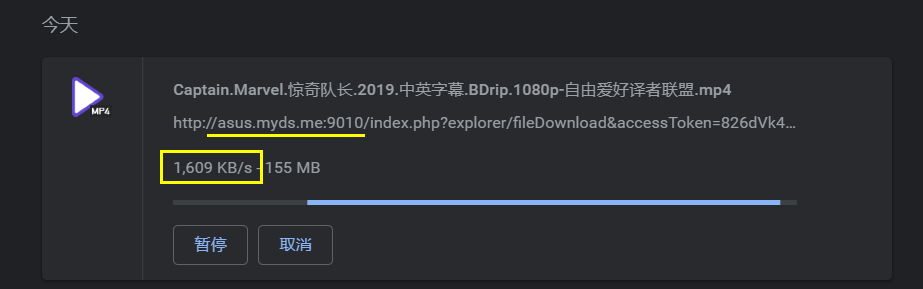 今天
Captain.Marvel.惊奇队长.2019.中英字幕.BDrip.1080p-自由爱好译者联盟.mp4
MP4
http://asus.myds.me:9010/index.php?explorer/fileDownload&accessToken=826dVk4…
1,609 KB/s - 155 MB
暂停 取消